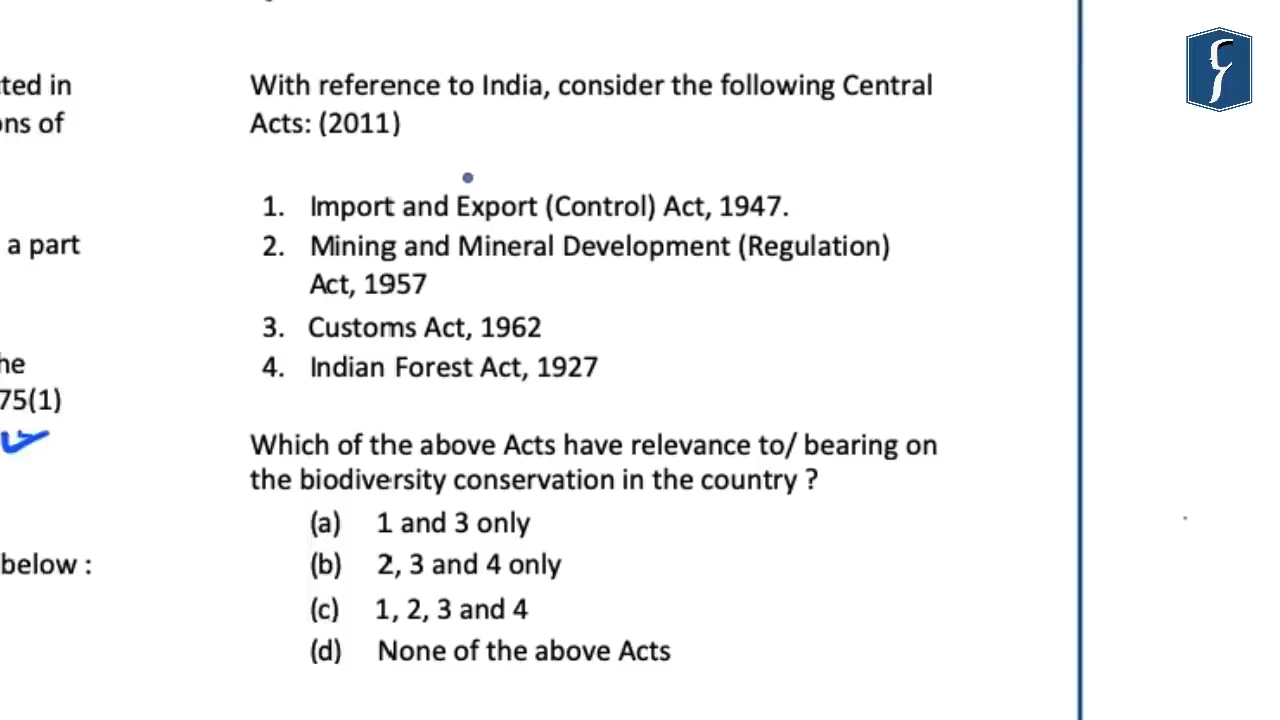 cted in
ons of
a part
he
75(1)
below :
With reference to India, consider the following Central
Acts: (2011)
1. Import and Export (Control) Act, 1947.
2. Mining and Mineral Development (Regulation)
Act, 1957
3. Customs Act, 1962
4. Indian Forest Act, 1927
Which of the above Acts have relevance to/ bearing on
the biodiversity conservation in the country ?
(a) 1 and 3 only
(b) 2, 3 and 4 only
(c) 1, 2, 3 and 4
(d) None of the above Acts